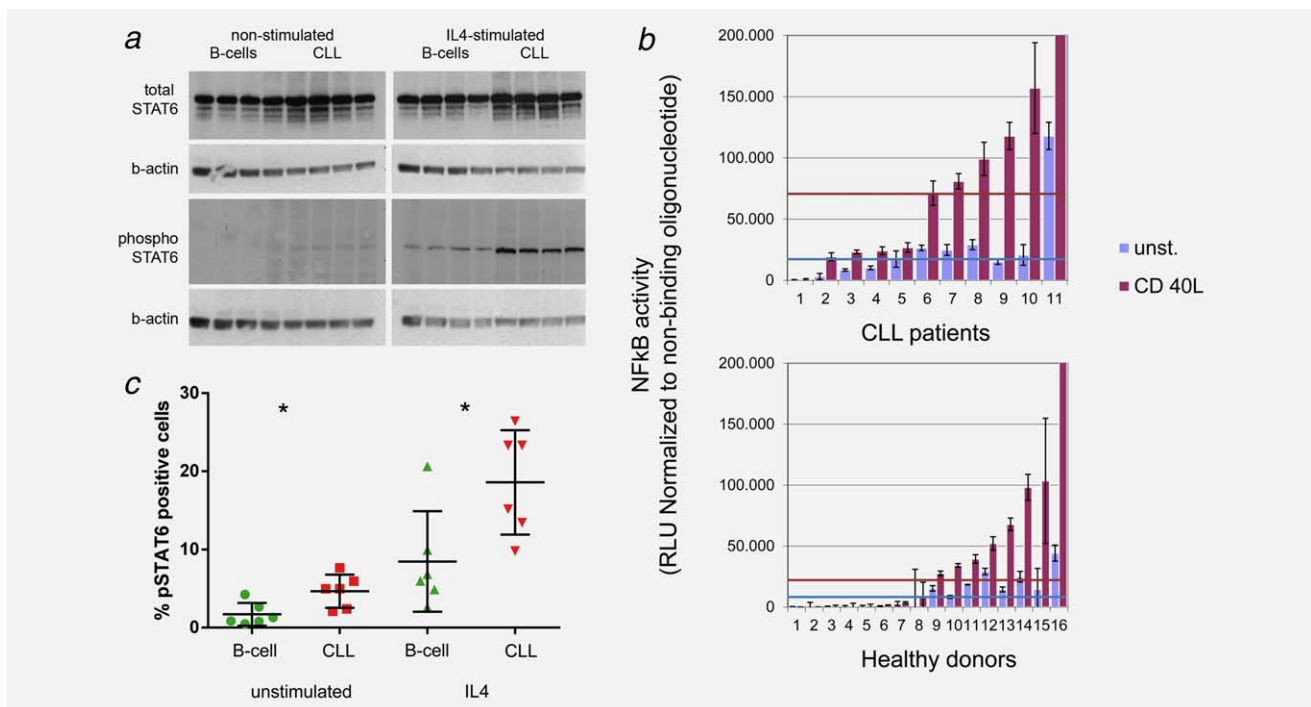 a
non-stimulated
B-cells CLL
IL4-stimulated
B-cells CLL
total
STAT6
b-actin
phospho
STAT6
b-actin
b
NFkB activity
(RLU Normalized to non-binding oligonucleotide)
200.000
150.000
100.000
50.000
0
1 2 3 4 5 6 7 8 9 10 11
CLL patients
unst.
CD 40L
200.000
150.000
100.000
50.000
0
1 2 3 4 5 6 7 8 9 10 11 12 13 14 15 16
Healthy donors
c
% pSTAT6 positive cells
30
20
10
0
* *
B-cell CLL B-cell CLL
unstimulated IL4